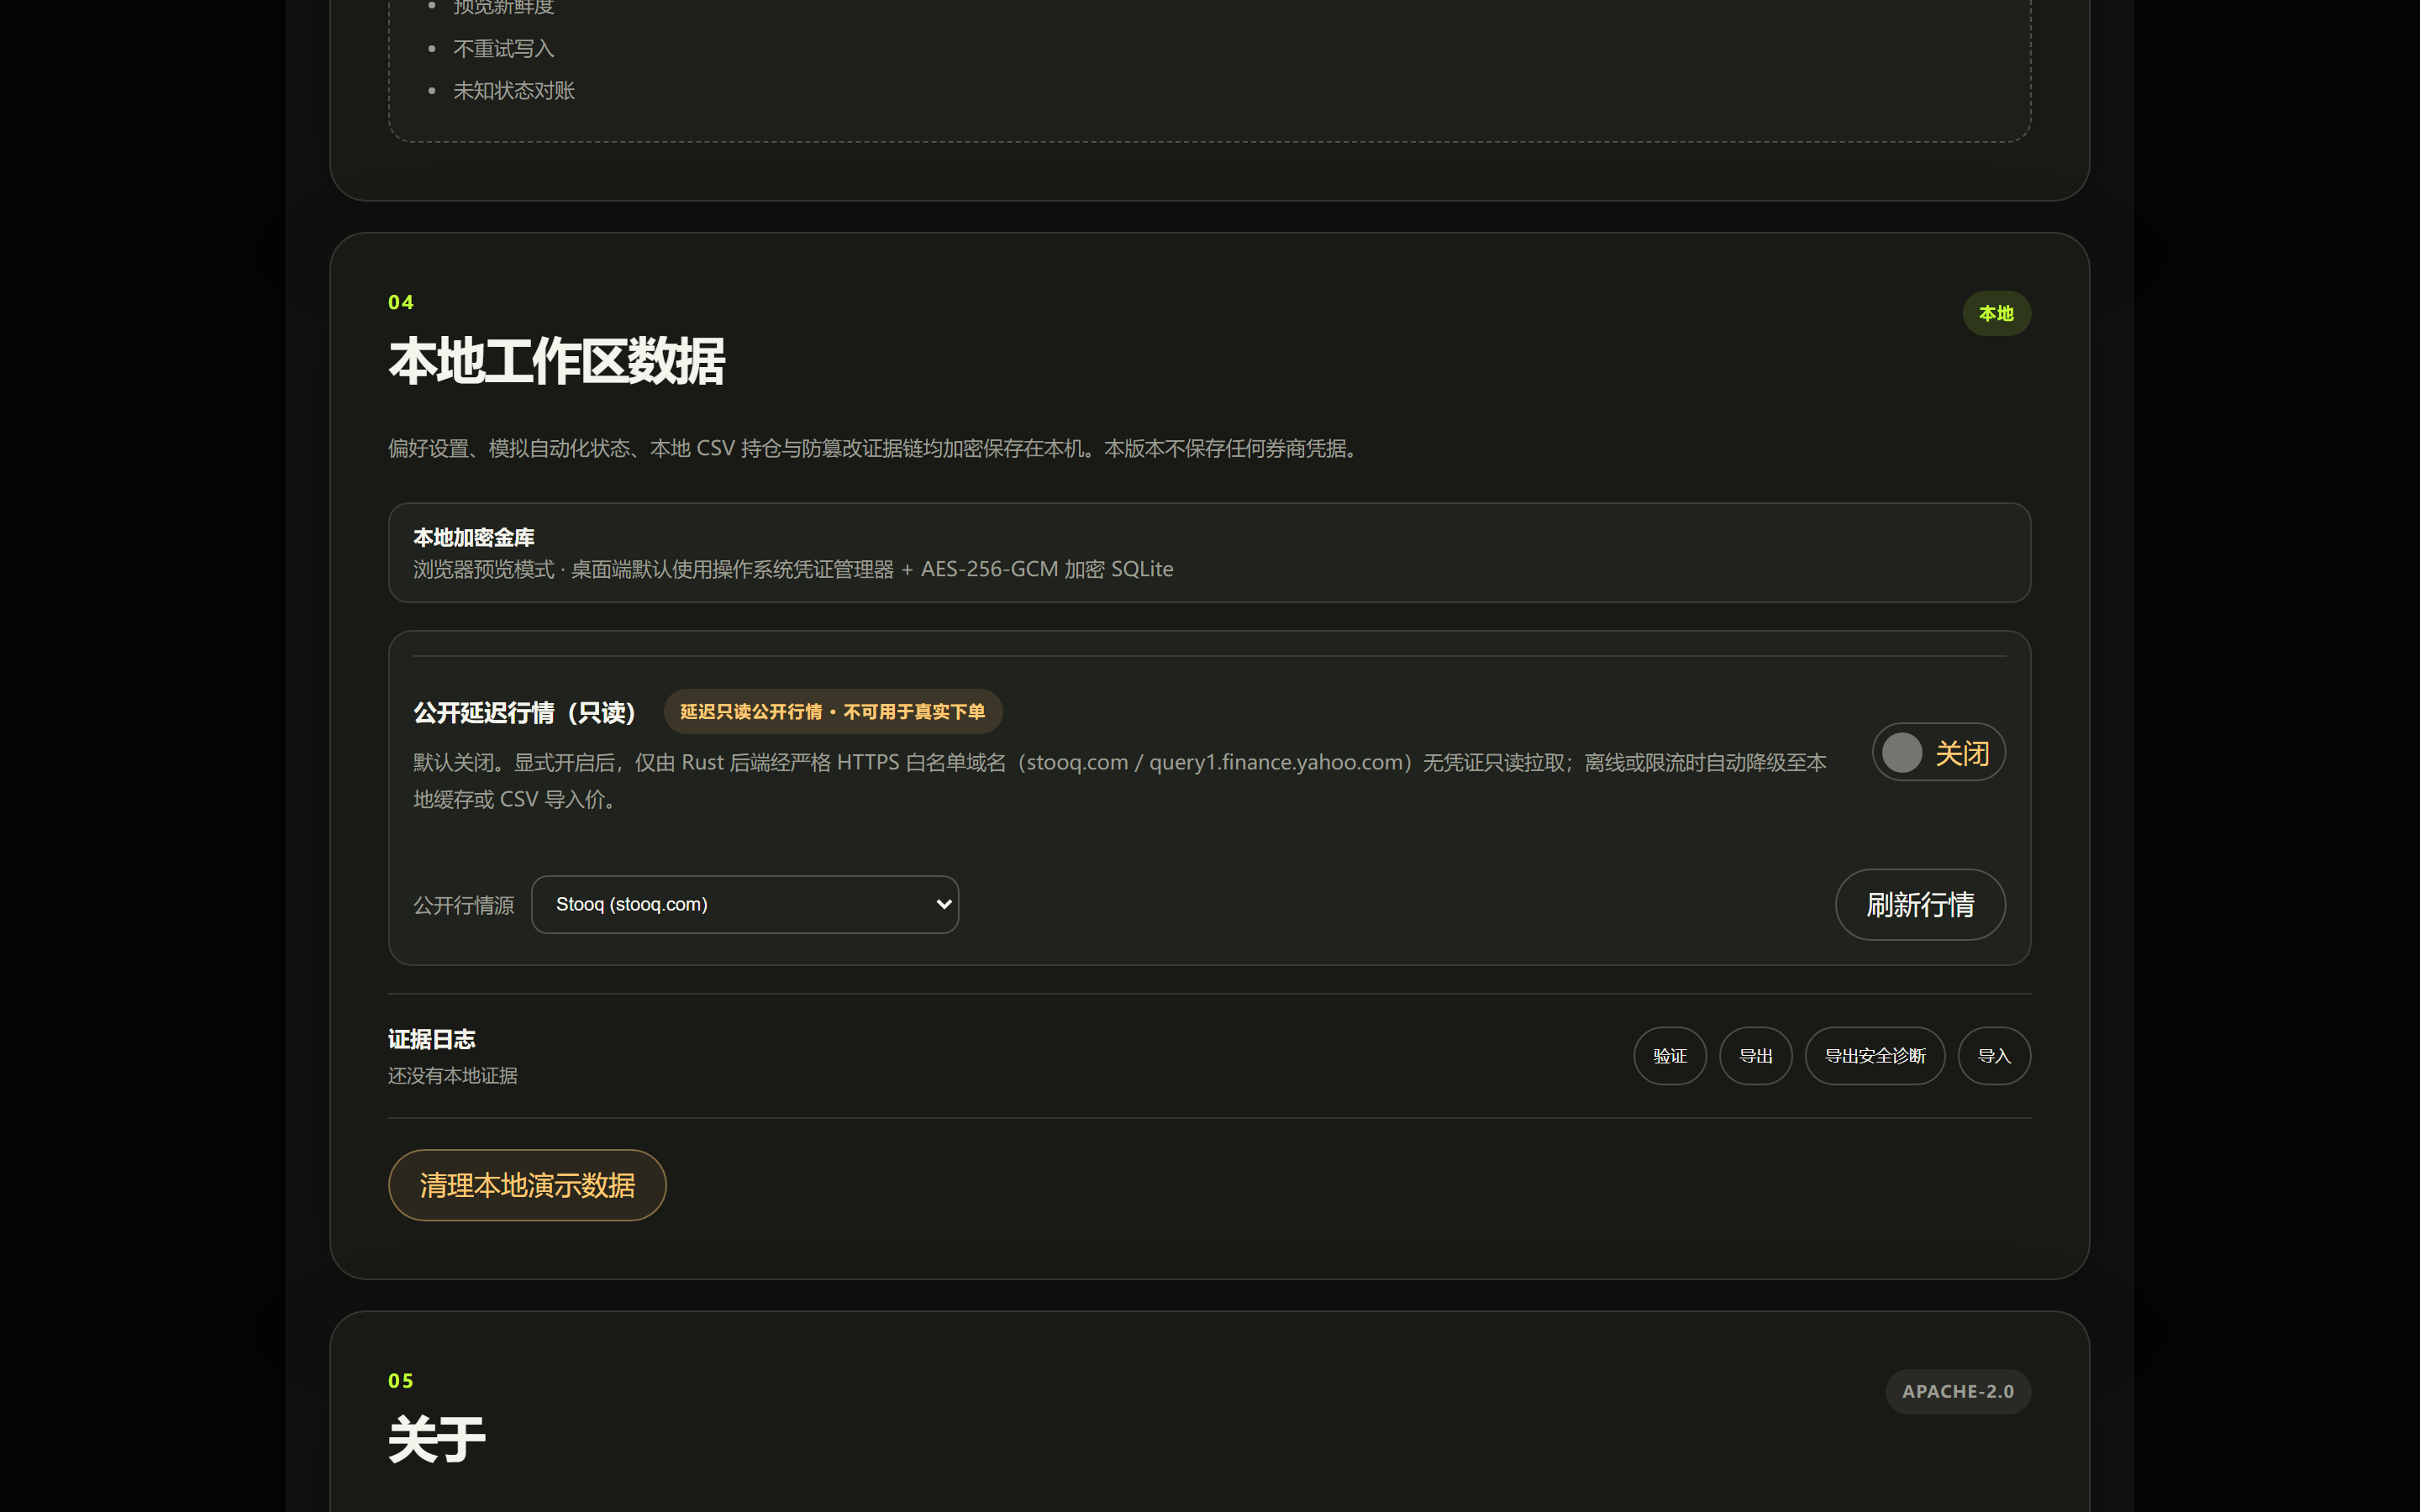 预览新鲜度
不重试写入
未知状态对账
04
本地
本地工作区数据
偏好设置、模拟自动化状态、本地 CSV 持仓与防篡改证据链均加密保存在本机。本版本不保存任何券商凭据。
本地加密金库
浏览器预览模式 · 桌面端默认使用操作系统凭证管理器 + AES-256-GCM 加密 SQLite
公开延迟行情（只读） 延迟只读公开行情 • 不可用于真实下单
默认关闭。显式开启后，仅由 Rust 后端经严格 HTTPS 白名单域名（stooq.com / query1.finance.yahoo.com）无凭证只读拉取；离线或限流时自动降级至本
地缓存或 CSV 导入价。
关闭
公开行情源 Stooq (stooq.com) 刷新行情
证据日志
还没有本地证据
验证 导出 导出安全诊断 导入
清理本地演示数据
05
APACHE-2.0
关于